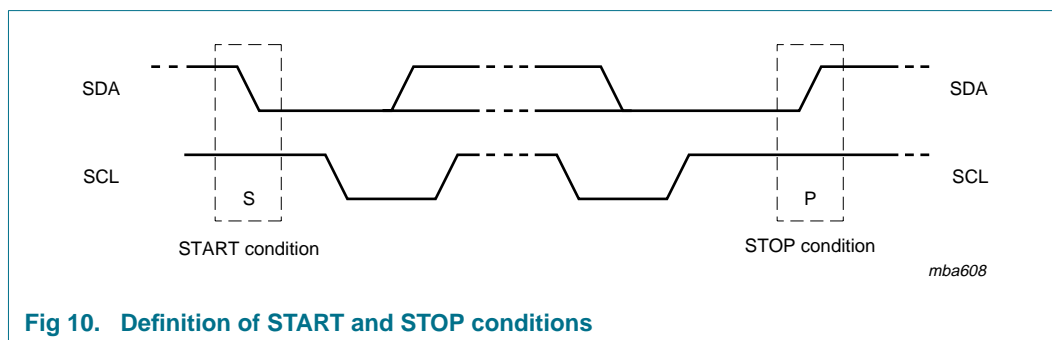 SDA
SDA
SCL
SCL
S
P
START condition
STOP condition
mba608
Fig 10. Definition of START and STOP conditions